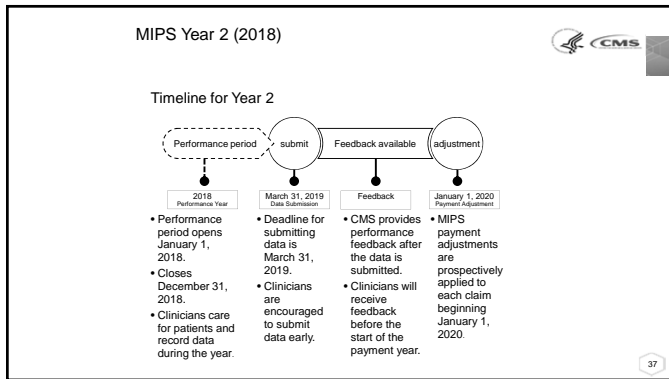 MIPS Year 2 (2018)
CMS
Timeline for Year 2
Performance period
submit
Feedback available
adjustment
2018
Performance Year
• Performance
period opens
January 1,
2018.
• Closes
December 31,
2018.
• Clinicians care
for patients and
record data
during the year.
March 31, 2019
Data Submission
• Deadline for
submitting
data is
March 31,
2019.
• Clinicians
are
encouraged
to submit
data early.
Feedback
• CMS provides
performance
feedback after
the data is
submitted.
• Clinicians will
receive
feedback
before the
start of the
payment year.
January 1, 2020
Payment Adjustment
• MIPS
payment
adjustments
are
prospectively
applied to
each claim
beginning
January 1,
2020.
37